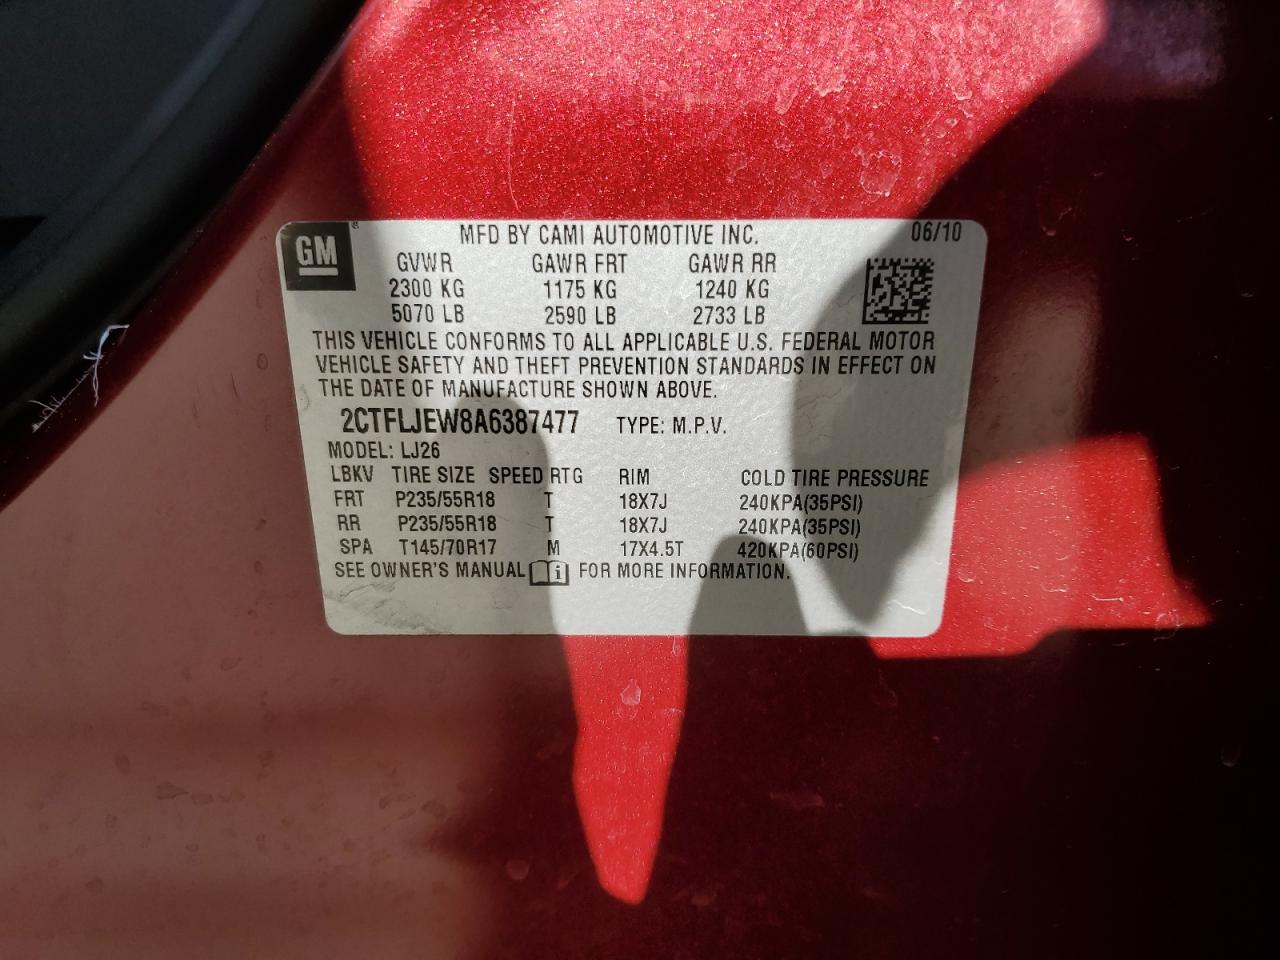 GM ® MFD BY CAMI AUTOMOTIVE INC. 06/10
GVWR GAWR FRT GAWR RR
2300 KG 1175 KG 1240 KG
5070 LB 2590 LB 2733 LB
THIS VEHICLE CONFORMS TO ALL APPLICABLE U.S. FEDERAL MOTOR
VEHICLE SAFETY AND THEFT PREVENTION STANDARDS IN EFFECT ON
THE DATE OF MANUFACTURE SHOWN ABOVE.
2CTFLJEW8A6387477 TYPE: M.P.V.
MODEL: LJ26
LBKV TIRE SIZE SPEED RTG RIM COLD TIRE PRESSURE
FRT P235/55R18 T 18X7J 240KPA(35PSI)
RR P235/55R18 T 18X7J 240KPA(35PSI)
SPA T145/70R17 M 17X4.5T 420KPA(60PSI)
SEE OWNER'S MANUAL i FOR MORE INFORMATION.